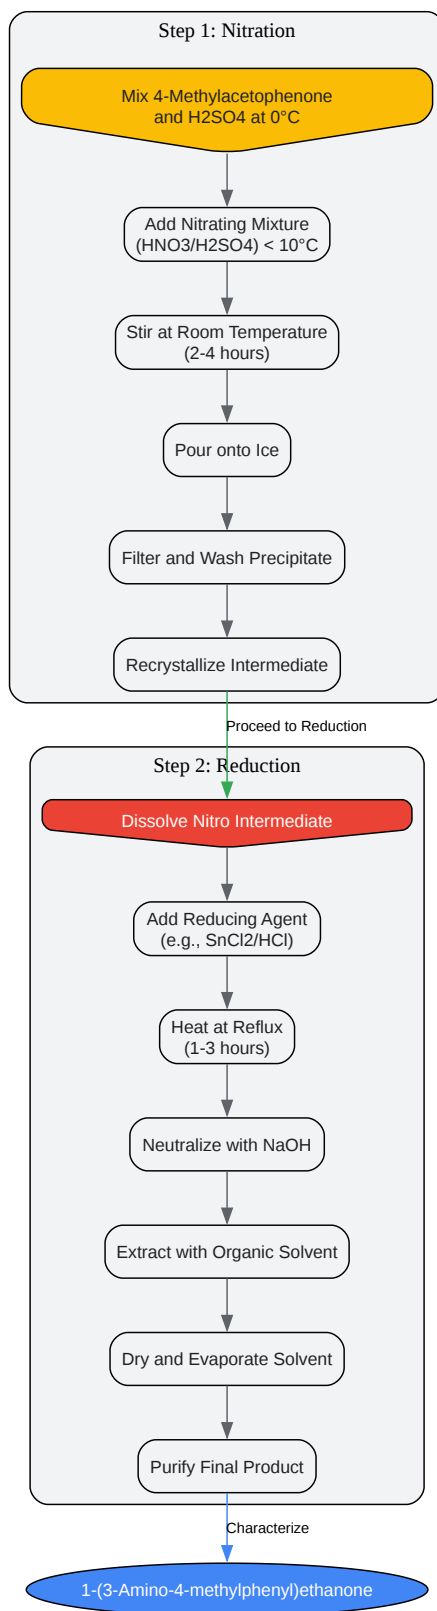 Step 1: Nitration
Mix 4-Methylacetophenone
and H2SO4 at 0°C
Add Nitrating Mixture
(HNO3/H2SO4) < 10°C
Stir at Room Temperature
(2-4 hours)
Pour onto Ice
Filter and Wash Precipitate
Recrystallize Intermediate
Proceed to Reduction
Step 2: Reduction
Dissolve Nitro Intermediate
Add Reducing Agent
(e.g., SnCl2/HCl)
Heat at Reflux
(1-3 hours)
Neutralize with NaOH
Extract with Organic Solvent
Dry and Evaporate Solvent
Purify Final Product
Characterize
1-(3-Amino-4-methylphenyl)ethanone